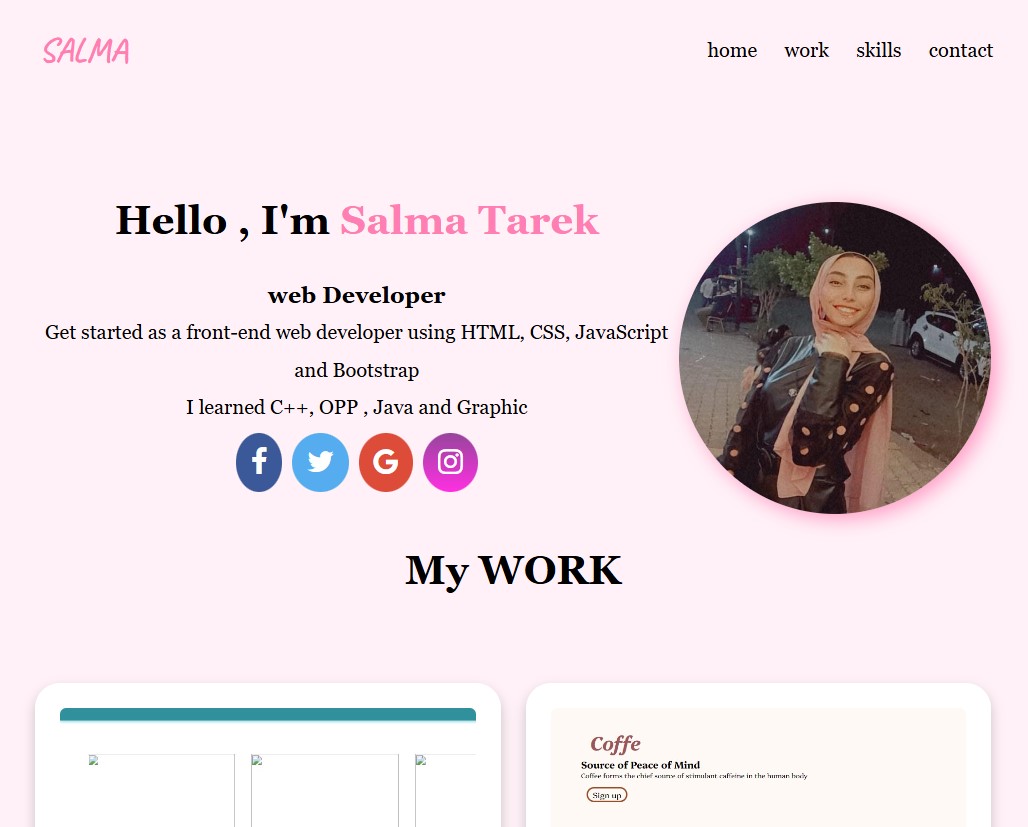 SALMA
home work skills contact
Hello , I'm Salma Tarek
web Developer
Get started as a front-end web developer using HTML, CSS, JavaScript
and Bootstrap
I learned C++, OPP , Java and Graphic
My WORK
Coffe
Source of Peace of Mind
Coffee forms the chief source of stimulant caffeine in the human body
Sign up